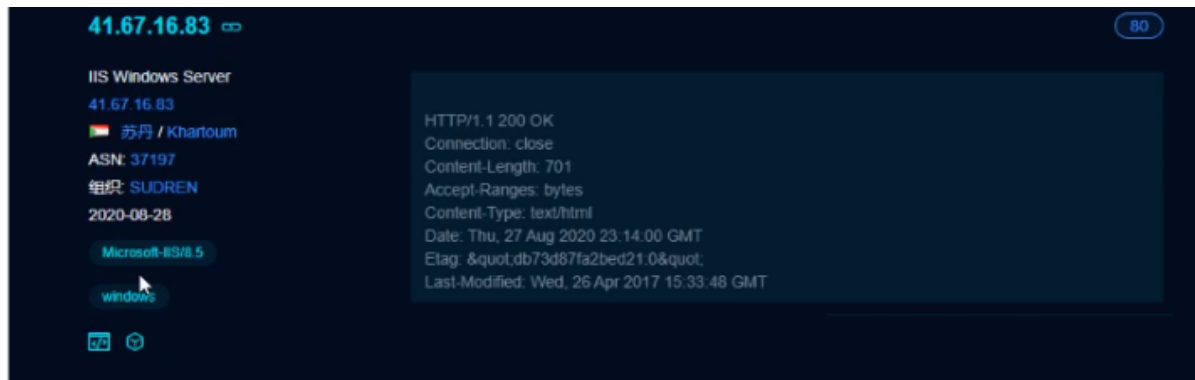 41.67.16.83
80
IIS Windows Server
41.67.16.83
苏丹 / Khartoum
ASN: 37197
组织: SUDREN
2020-08-28
Microsoft-IIS/8.5
windows
HTTP/1.1 200 OK
Connection: close
Content-Length: 701
Accept-Ranges: bytes
Content-Type: text/html
Date: Thu, 27 Aug 2020 23:14:00 GMT
Etag: &quot;db73d87fa2bed21:0&quot;
Last-Modified: Wed, 26 Apr 2017 15:33:48 GMT